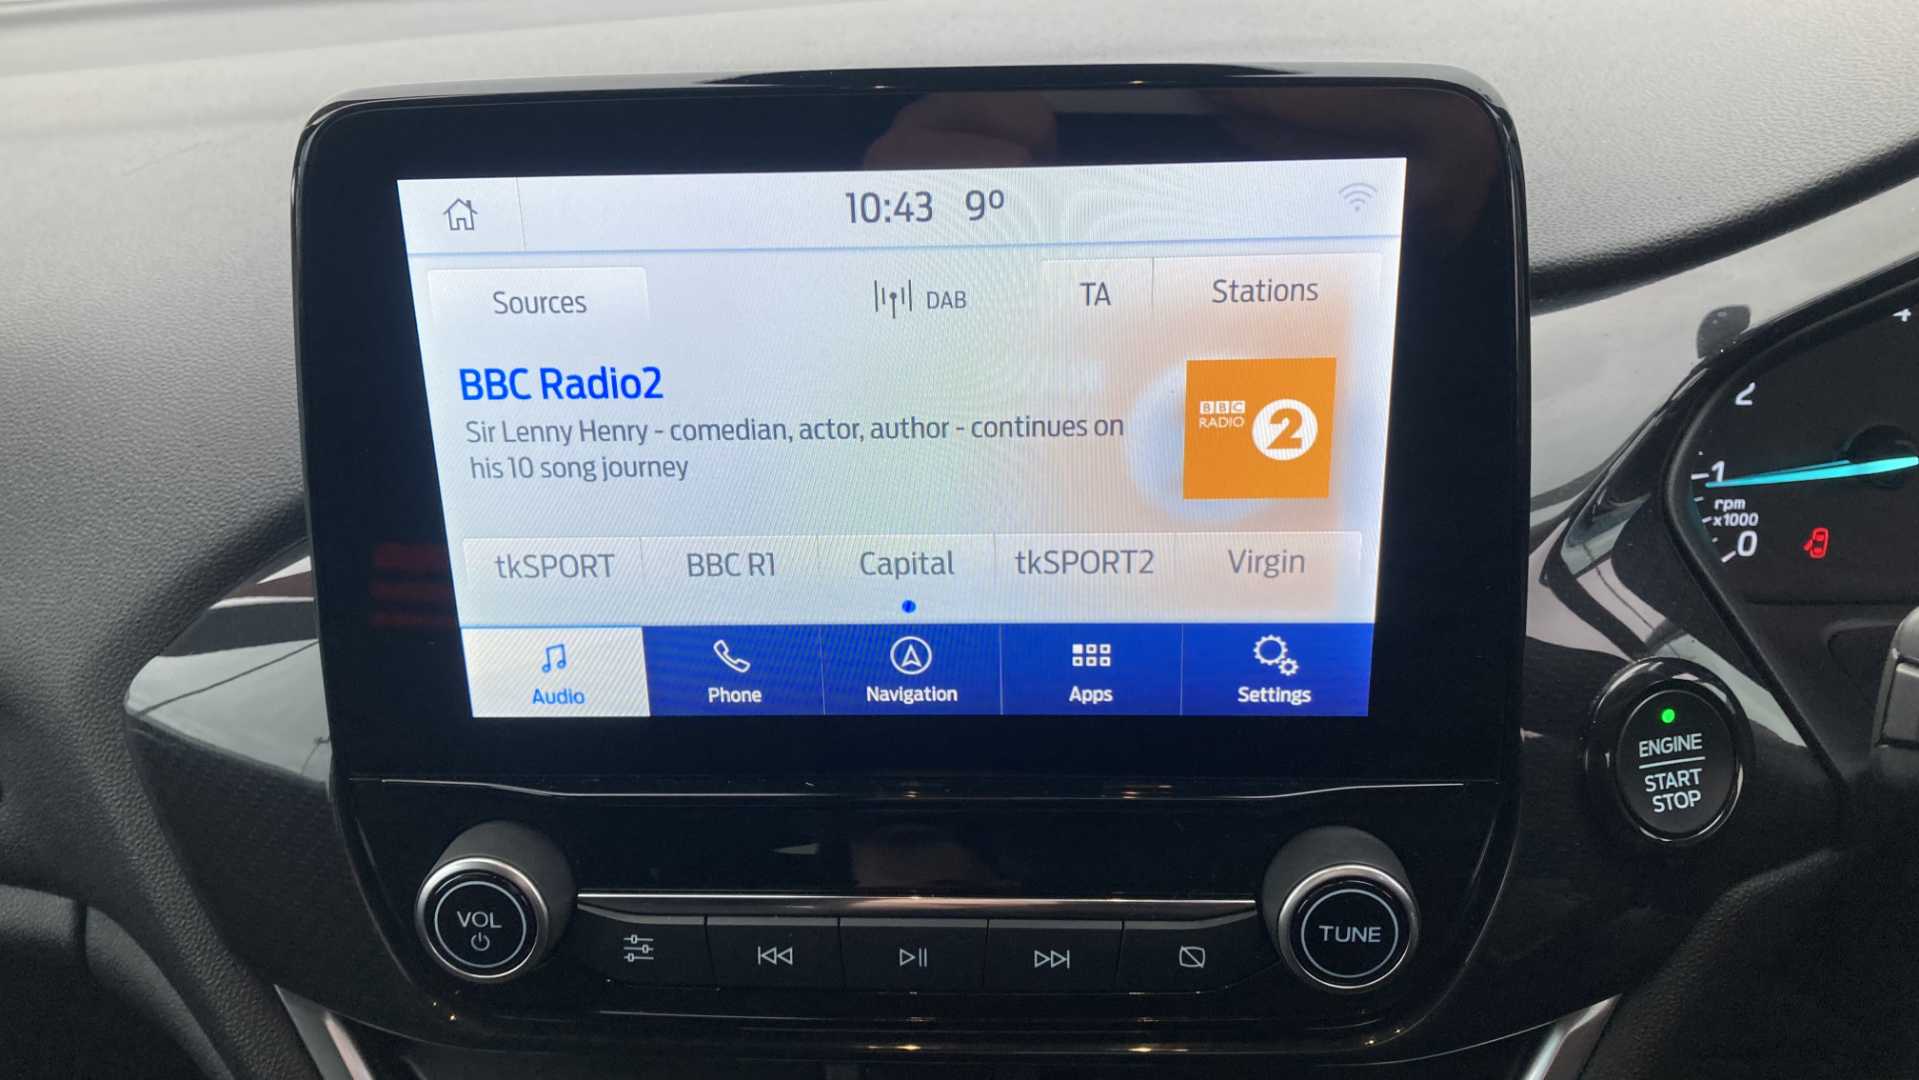 10:43 9°
Sources DAB TA Stations
BBC Radio2
Sir Lenny Henry - comedian, actor, author - continues on
his 10 song journey
BBC
RADIO 2
tkSPORT BBC R1 Capital tkSPORT2 Virgin
Audio Phone Navigation Apps Settings
VOL
TUNE
ENGINE
START
STOP
4
2
1
rpm
x1000
0